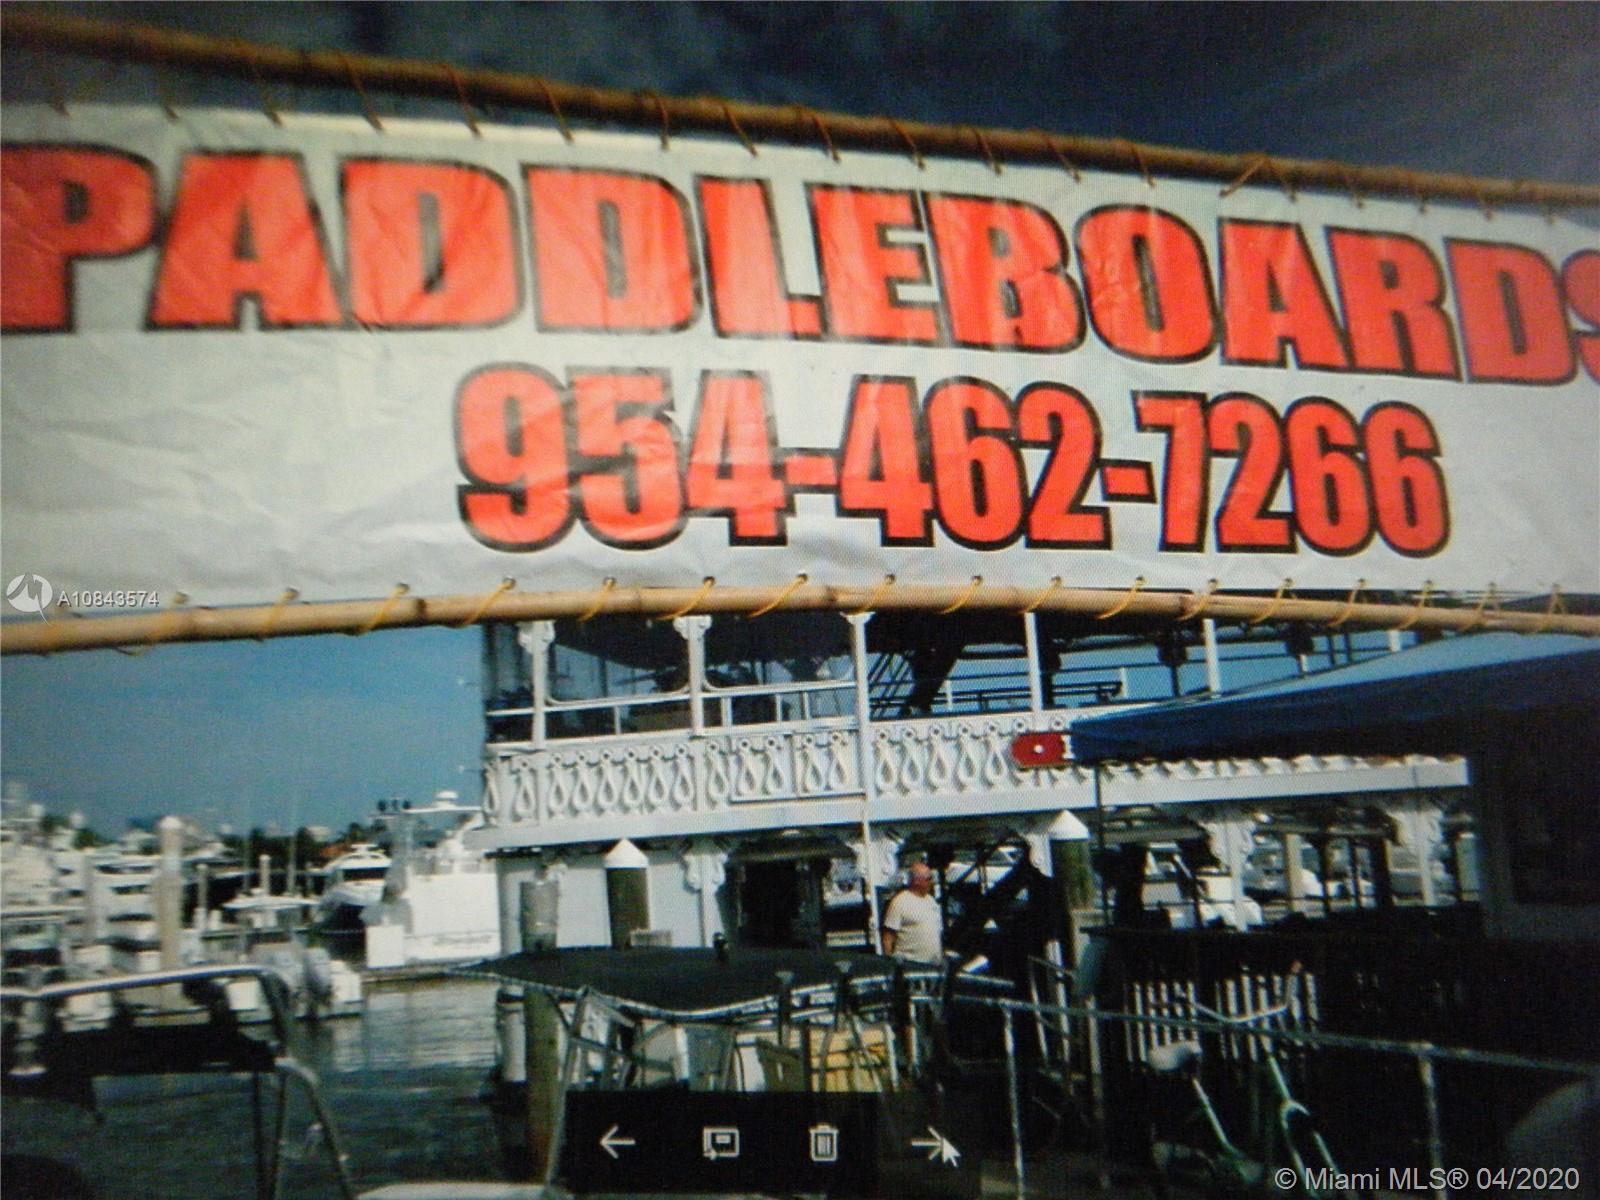 PADDLEBOARDS
954-462-7266
A10843574
© Miami MLS® 04/2020